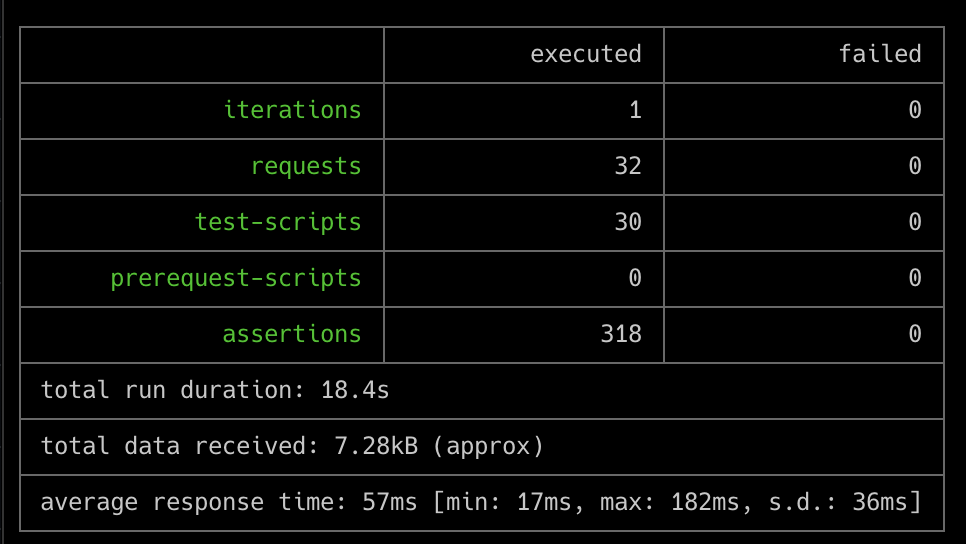 executed failed
iterations 1 0
requests 32 0
test-scripts 30 0
prerequest-scripts 0 0
assertions 318 0
total run duration: 18.4s
total data received: 7.28kB (approx)
average response time: 57ms [min: 17ms, max: 182ms, s.d.: 36ms]